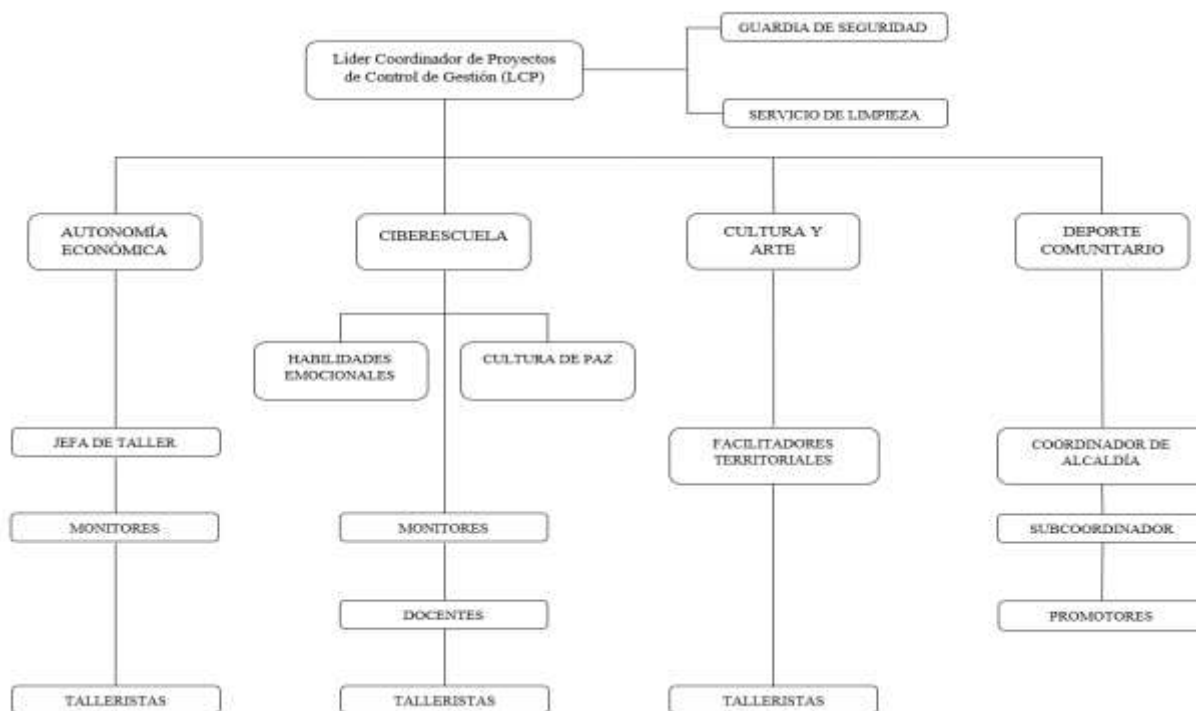 GUARDIA DE SEGURIDAD
Líder Coordinador de Proyectos
de Control de Gestión (LCP)
SERVICIO DE LIMPIEZA
AUTONOMÍA
ECONÓMICA
CIBERESCUELA
CULTURA Y
ARTE
DEPORTE
COMUNITARIO
HABILIDADES
EMOCIONALES
CULTURA DE PAZ
JEFA DE TALLER
FACILITADORES
TERRITORIALES
COORDINADOR DE
ALCALDÍA
MONITORES
MONITORES
SUBCOORDINADOR
DOCENTES
PROMOTORES
TALLERISTAS
TALLERISTAS
TALLERISTAS